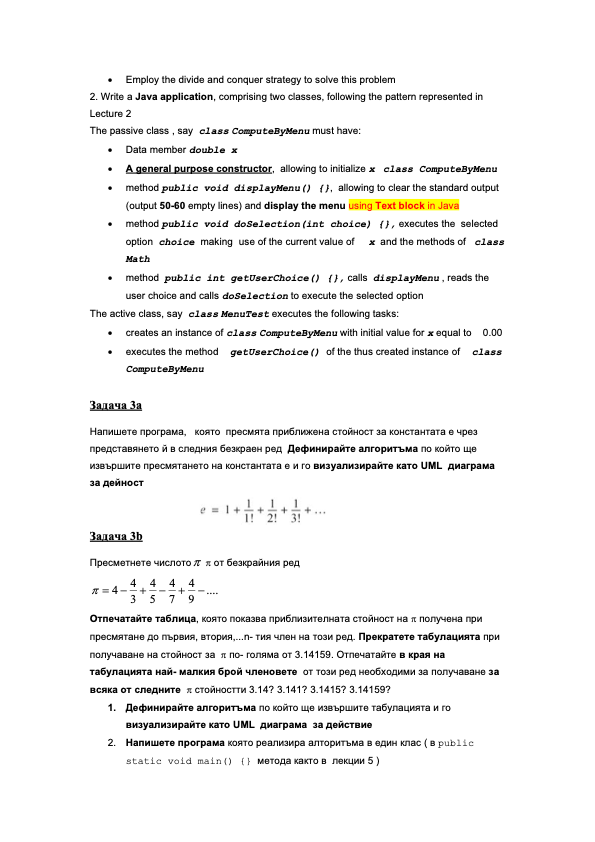 • Employ the divide and conquer strategy to solve this problem
2. Write a Java application, comprising two classes, following the pattern represented in
Lecture 2
The passive class , say class ComputeByMenu must have:
• Data member double x
• A general purpose constructor, allowing to initialize x class ComputeByMenu
• method public void displayMenu() {}, allowing to clear the standard output
(output 50-60 empty lines) and display the menu using Text block in Java
• method public void doSelection(int choice) {}, executes the selected
option choice making use of the current value of x and the methods of class
Math
• method public int getUserChoice() {}, calls displayMenu , reads the
user choice and calls doSelection to execute the selected option
The active class, say class MenuTest executes the following tasks:
• creates an instance of class ComputeByMenu with initial value for x equal to 0.00
• executes the method getUserChoice() of the thus created instance of class
ComputeByMenu
Задача 3a
Напишете програма, която пресмята приближена стойност за константата e чрез
представянето й в следния безкраен ред Дефинирайте алгоритъма по който ще
извършите пресмятането на константата e и го визуализирайте като UML диаграма
за дейност
e = 1 + 1/1! + 1/2! + 1/3! + ...
Задача 3b
Пресметнете числото π π от безкрайния ред
π = 4 − 4/3 + 4/5 − 4/7 + 4/9 − ....
Отпечатайте таблица, която показва приблизителната стойност на π получена при
пресмятане до първия, втория,...n- тия член на този ред. Прекратете табулацията при
получаване на стойност за π по- голяма от 3.14159. Отпечатайте в края на
табулацията най- малкия брой членовете от този ред необходими за получаване за
всяка от следните π стойностти 3.14? 3.141? 3.1415? 3.14159?
1. Дефинирайте алгоритъма по който ще извършите табулацията и го
визуализирайте като UML диаграма за действие
2. Напишете програма която реализира алторитъма в един клас ( в public
static void main() {} метода както в лекции 5 )